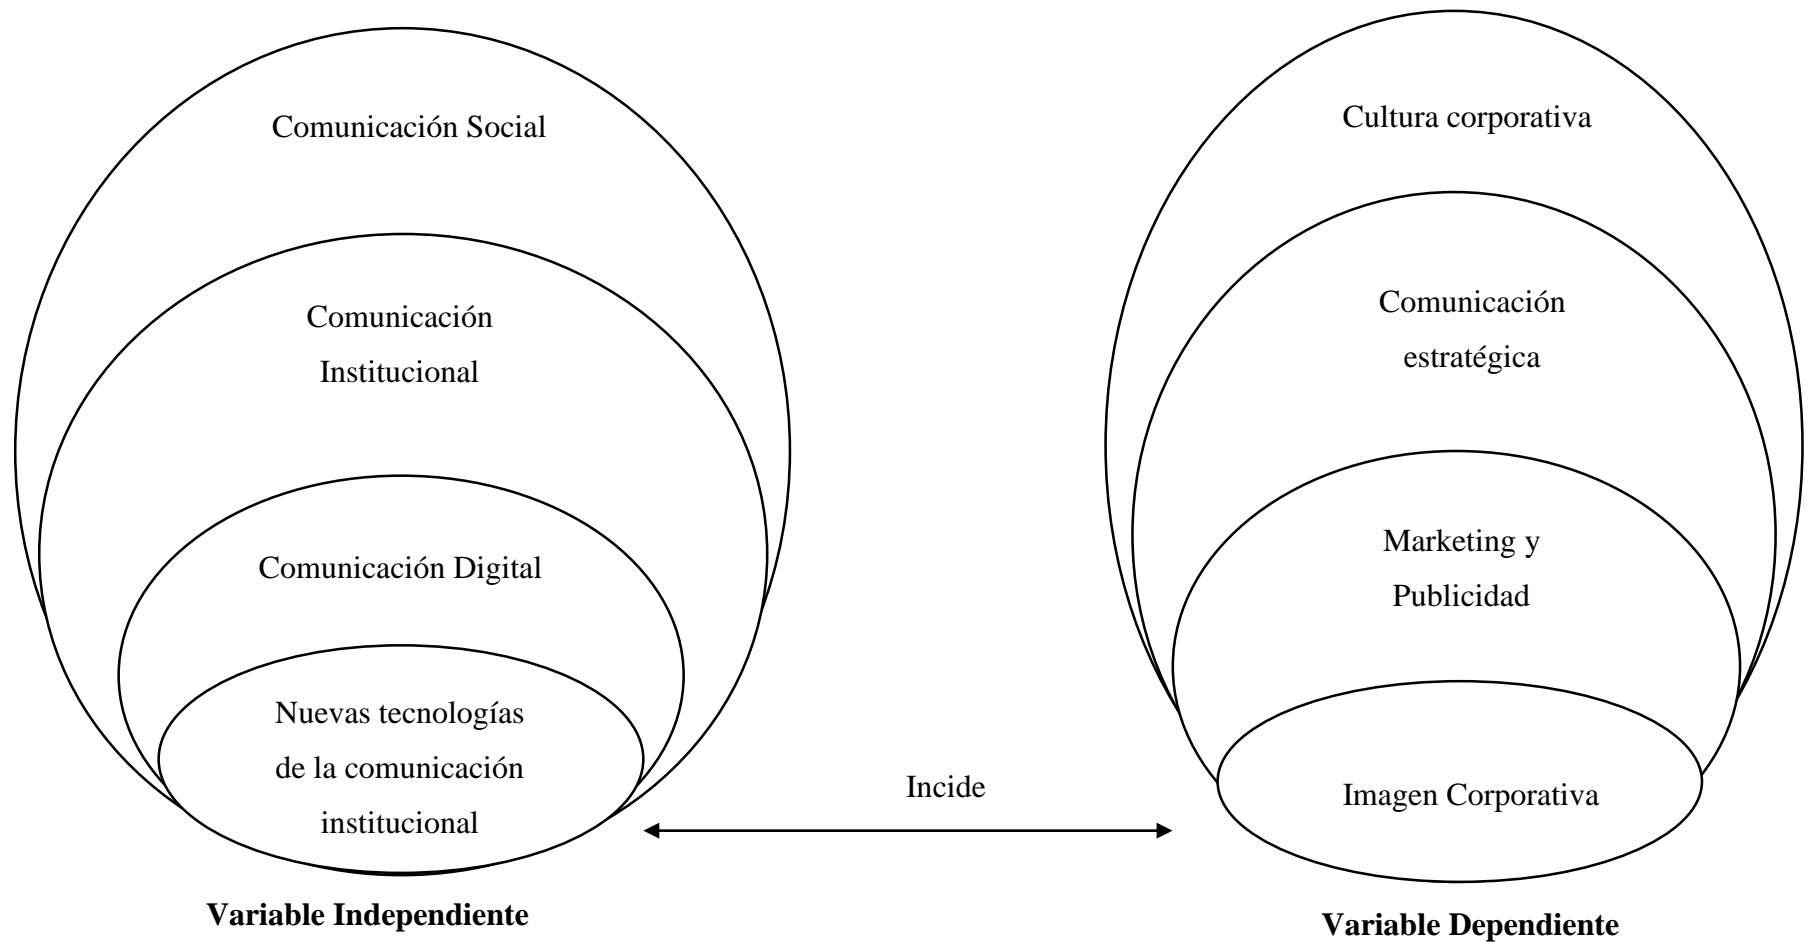 Comunicación Social
Comunicación
Institucional
Comunicación Digital
Nuevas tecnologías
de la comunicación
institucional
Variable Independiente
Incide
Cultura corporativa
Comunicación
estratégica
Marketing y
Publicidad
Imagen Corporativa
Variable Dependiente